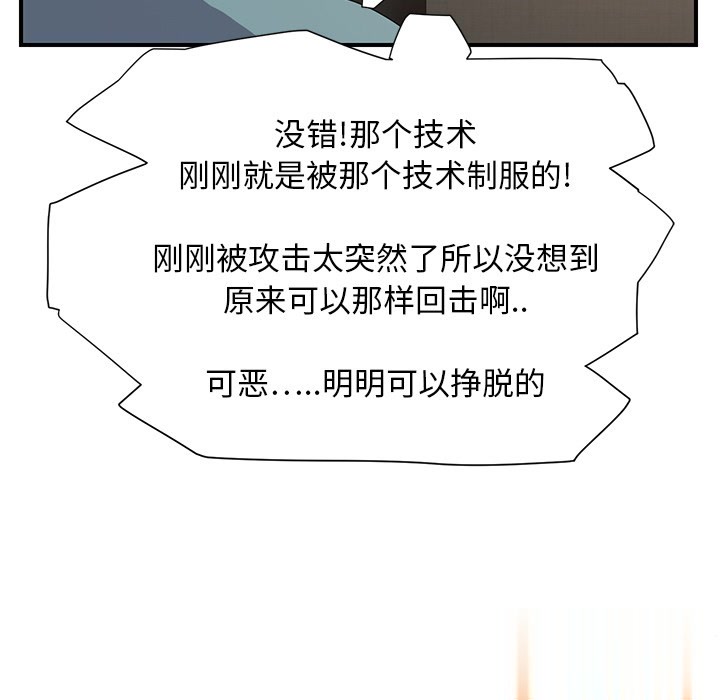 没错!那个技术
刚刚就是被那个技术制服的!
刚刚被攻击太突然了所以没想到
原来可以那样回击啊..
可恶.....明明可以挣脱的